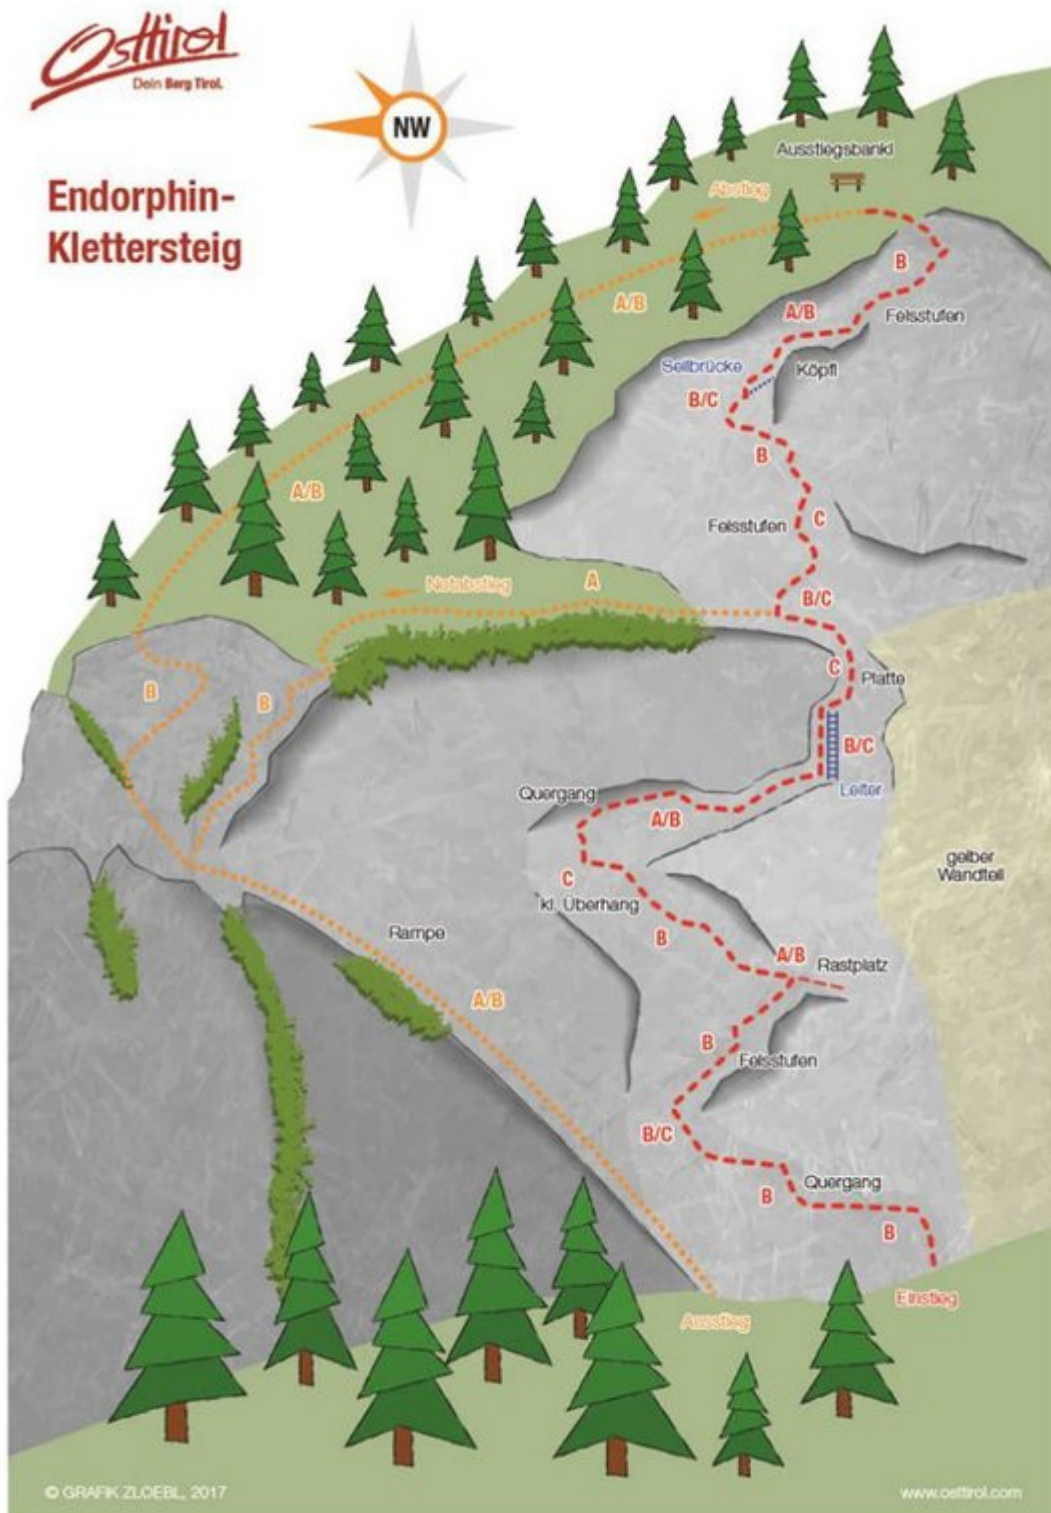 Osttirol
Dein Berg Tirol.
NW
Endorphin-
Klettersteig
Ausstiegsbankl
Abstieg
B
A/B
A/B
Felsstufen
Seilbrücke
Köpfl
B/C
B
A/B
C
Felsstufen
Notabstieg
A
B/C
C
Platte
B
B
B/C
Leiter
Quergang
A/B
gelber
Wandteil
C
kl. Überhang
Rampe
B
A/B
Rastplatz
A/B
B
Felsstufen
B/C
Quergang
B
B
Einstieg
Ausstieg
© GRAFIK ZLOEBL, 2017
www.osttirol.com